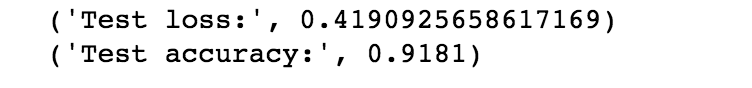 ('Test loss:', 0.4190925658617169)
('Test accuracy:', 0.9181)